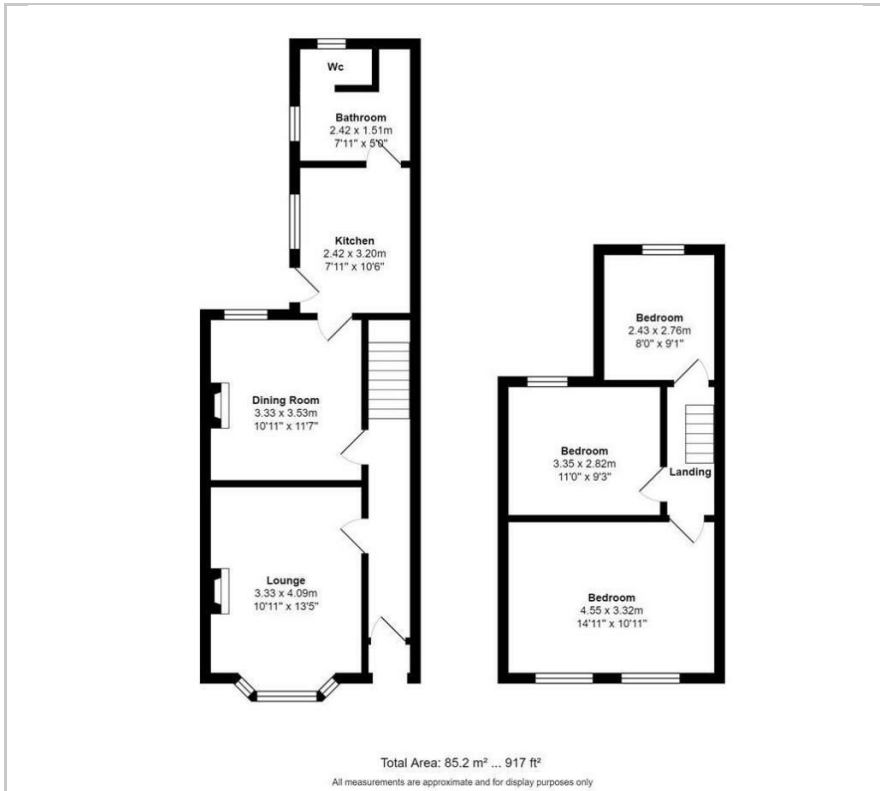 Wc
Bathroom
2.42 x 1.51m
7'11" x 5'0"
Kitchen
2.42 x 3.20m
7'11" x 10'6"
Dining Room
3.33 x 3.53m
10'11" x 11'7"
Lounge
3.33 x 4.09m
10'11" x 13'5"
Bedroom
2.43 x 2.76m
8'0" x 9'1"
Bedroom
3.35 x 2.82m
11'0" x 9'3"
Landing
Bedroom
4.55 x 3.32m
14'11" x 10'11"
Total Area: 85.2 m² ... 917 ft²
All measurements are approximate and for display purposes only